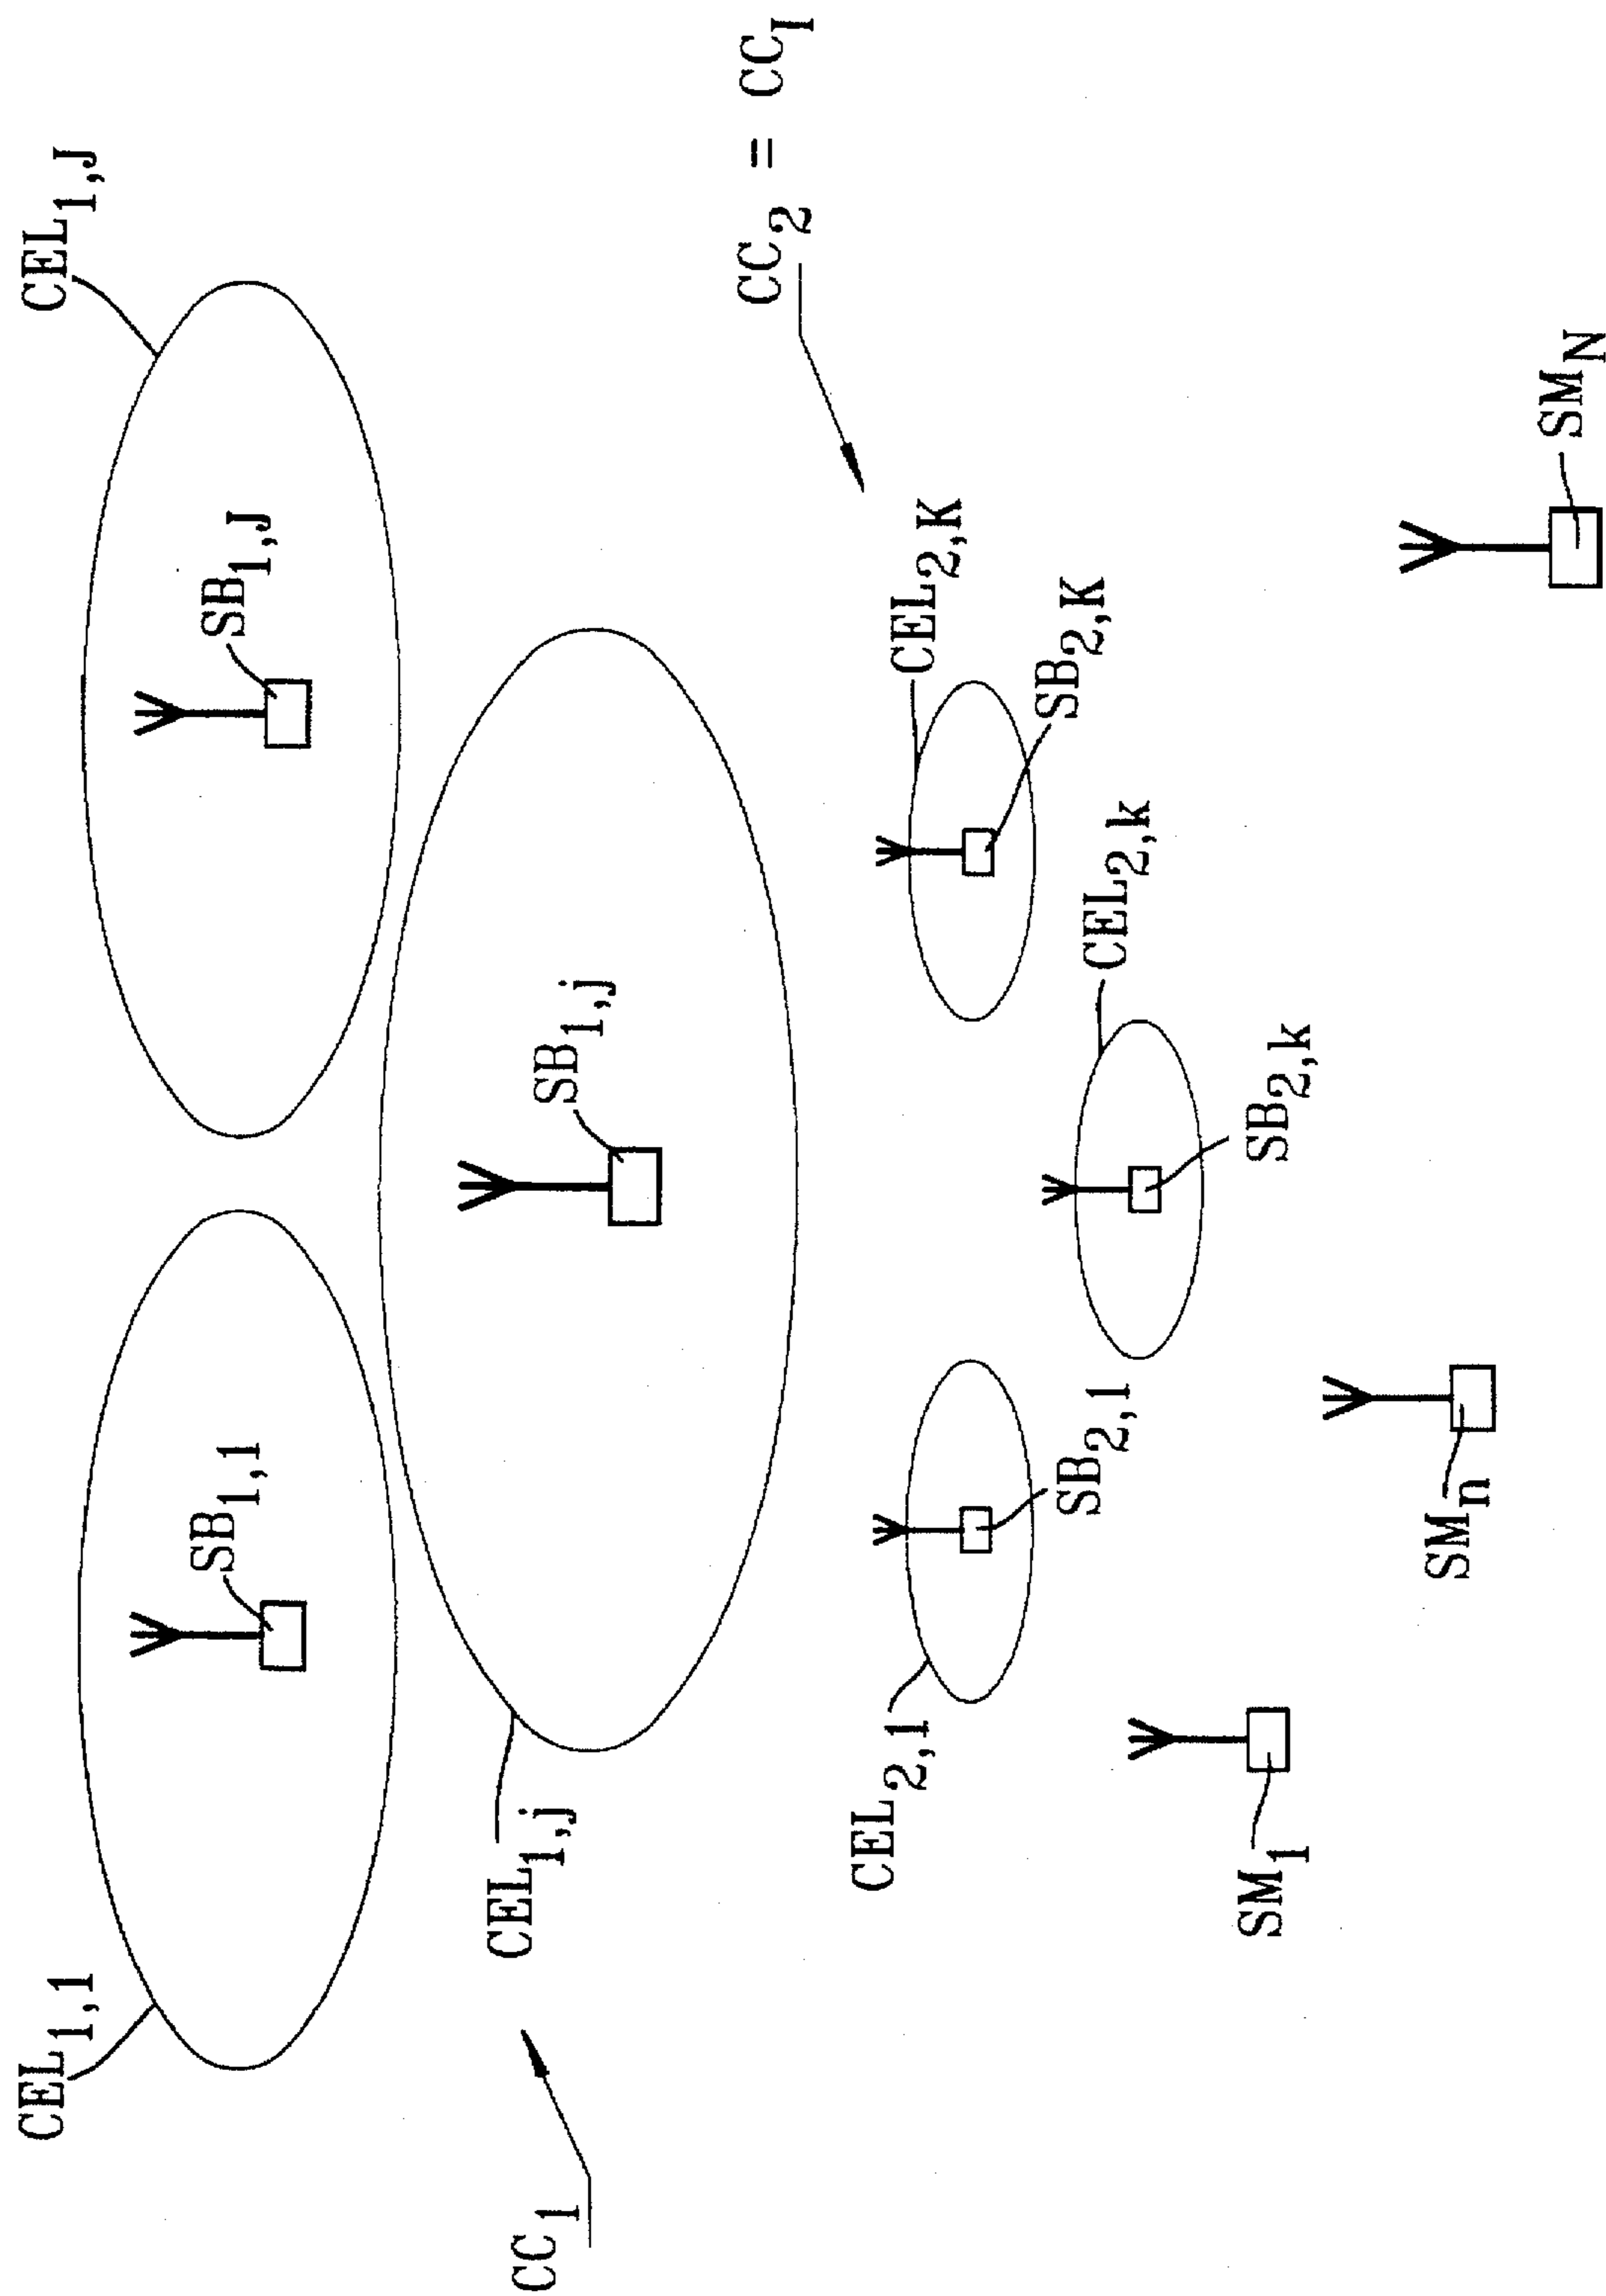 CEL1,1
CEL1,J
SB1,1
SB1,J
CC1
CEL1,j
SB1,j
CC2 = CCI
CEL2,1
CEL2,K
SB2,1
SB2,K
CEL2,k
SM1
SB2,k
SMn
SMN